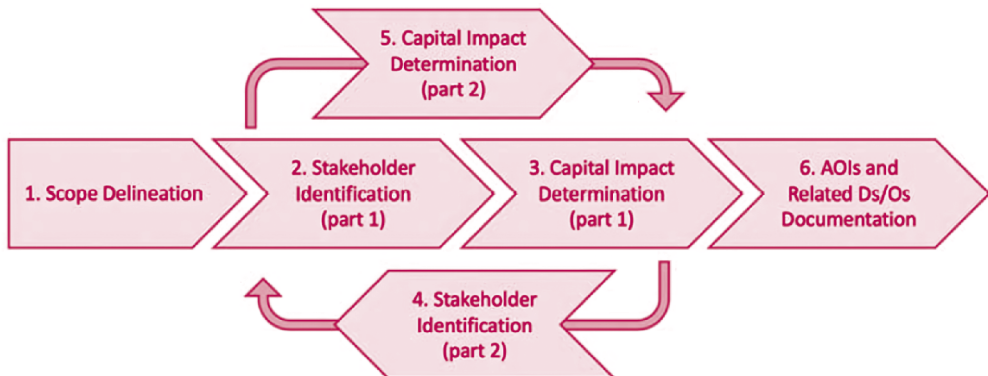 5. Capital Impact
Determination
(part 2)
1. Scope Delineation
2. Stakeholder
Identification
(part 1)
3. Capital Impact
Determination
(part 1)
6. AOIs and
Related Ds/Os
Documentation
4. Stakeholder
Identification
(part 2)